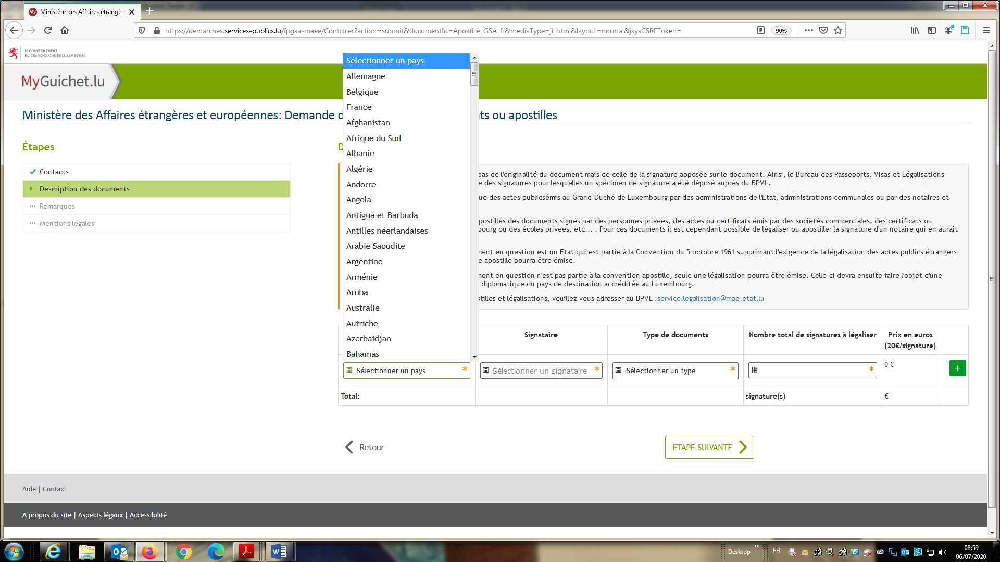 Ministère des Affaires étrangère
https://demarches.services-publics.lu/fpgsa-maee/Controler?action=submit&documentId=Apostille_GSA_fr&mediaType=ji_html&layout=normal&jsysCSRFToken=
90%
LE GOUVERNEMENT
DU GRAND-DUCHÉ DE LUXEMBOURG
MyGuichet.lu
Ministère des Affaires étrangères et européennes: Demande d
ts ou apostilles
Étapes
Contacts
Description des documents
Remarques
Mentions légales
D
Sélectionner un pays
Allemagne
Belgique
France
Afghanistan
Afrique du Sud
Albanie
Algérie
Andorre
Angola
Antigua et Barbuda
Antilles néerlandaises
Arabie Saoudite
Argentine
Arménie
Aruba
Australie
Autriche
Azerbaidjan
Bahamas
pas de l'originalité du document mais de celle de la signature apposée sur le document. Ainsi, le Bureau des Passeports, Visas et Légalisations
e des signatures pour lesquelles un spécimen de signature a été déposé auprès du BPVL.
ue des actes publicsémis au Grand-Duché de Luxembourg par des administrations de l'Etat, administrations communales ou par des notaires et
postillés des documents signés par des personnes privées, des actes ou certificats émis par des sociétés commerciales, des certificats ou
bourg ou des écoles privées, etc... . Pour ces documents il est cependant possible de légaliser ou apostiller la signature d'un notaire qui en aurait
ment en question est un Etat qui est partie à la Convention du 5 octobre 1961 supprimant l'exigence de la légalisation des actes publics étrangers
e apostille pourra être émise.
ment en question n'est pas partie à la convention apostille, seule une légalisation pourra être émise. Celle-ci devra ensuite faire l'objet d'une
diplomatique du pays de destination accréditée au Luxembourg.
tilles et légalisations, veuillez vous adresser au BPVL :service.legalisation@mae.etat.lu
Signataire
Type de documents
Nombre total de signatures à légaliser
Prix en euros
(20€/signature)
Sélectionner un pays *
Sélectionner un signataire *
Sélectionner un type *
*
0 €
+
Total:
signature(s)
€
Retour
ETAPE SUIVANTE
Aide | Contact
A propos du site | Aspects légaux | Accessibilité
Desktop
FR
08:59
06/07/2020